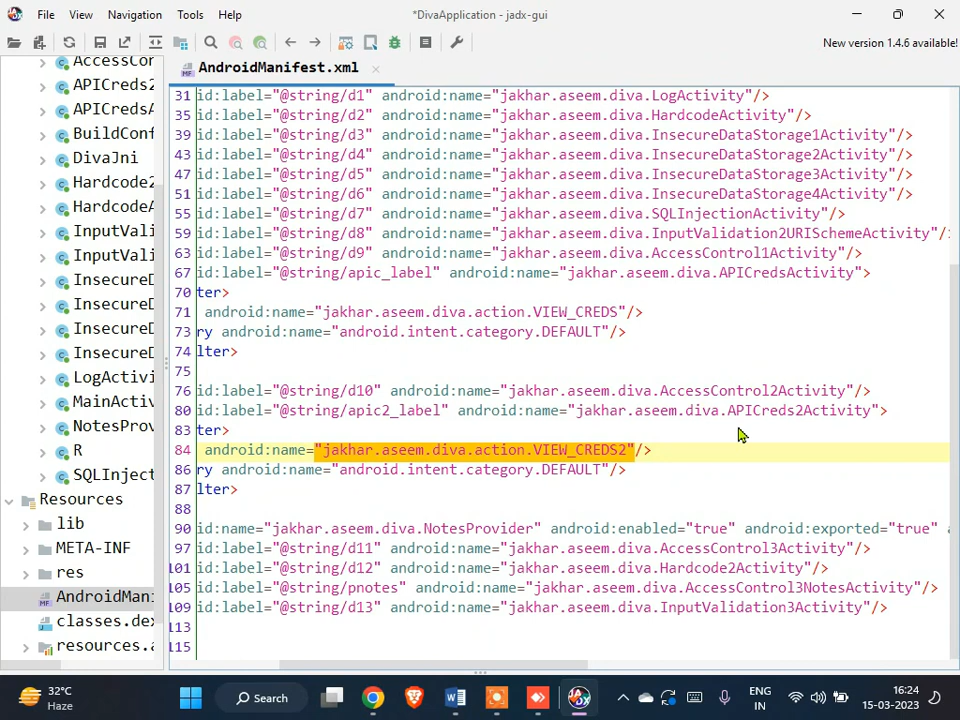 File View Navigation Tools Help *DivaApplication - jadx-gui
New version 1.4.6 available!
AccessCon
APICreds2
APICredsA
BuildConf
DivaJni
Hardcode2
HardcodeA
InputVali
InputVali
InsecureD
InsecureD
InsecureD
InsecureD
LogActivi
MainActiv
NotesProv
R
SQLInject
Resources
lib
META-INF
res
AndroidMani
classes.dex
resources.a
AndroidManifest.xml
31 id:label="@string/d1" android:name="jakhar.aseem.diva.LogActivity"/>
35 id:label="@string/d2" android:name="jakhar.aseem.diva.HardcodeActivity"/>
39 id:label="@string/d3" android:name="jakhar.aseem.diva.InsecureDataStorage1Activity"/>
43 id:label="@string/d4" android:name="jakhar.aseem.diva.InsecureDataStorage2Activity"/>
47 id:label="@string/d5" android:name="jakhar.aseem.diva.InsecureDataStorage3Activity"/>
51 id:label="@string/d6" android:name="jakhar.aseem.diva.InsecureDataStorage4Activity"/>
55 id:label="@string/d7" android:name="jakhar.aseem.diva.SQLInjectionActivity"/>
59 id:label="@string/d8" android:name="jakhar.aseem.diva.InputValidation2URISchemeActivity"/>
63 id:label="@string/d9" android:name="jakhar.aseem.diva.AccessControl1Activity"/>
67 id:label="@string/apic_label" android:name="jakhar.aseem.diva.APICredsActivity">
70 ter>
71 android:name="jakhar.aseem.diva.action.VIEW_CREDS"/>
73 ry android:name="android.intent.category.DEFAULT"/>
74 lter>
75
76 id:label="@string/d10" android:name="jakhar.aseem.diva.AccessControl2Activity"/>
80 id:label="@string/apic2_label" android:name="jakhar.aseem.diva.APICreds2Activity">
83 ter>
84 android:name="jakhar.aseem.diva.action.VIEW_CREDS2"/>
86 ry android:name="android.intent.category.DEFAULT"/>
87 lter>
88
90 id:name="jakhar.aseem.diva.NotesProvider" android:enabled="true" android:exported="true"
97 id:label="@string/d11" android:name="jakhar.aseem.diva.AccessControl3Activity"/>
101 id:label="@string/d12" android:name="jakhar.aseem.diva.Hardcode2Activity"/>
105 id:label="@string/pnotes" android:name="jakhar.aseem.diva.AccessControl3NotesActivity"/>
109 id:label="@string/d13" android:name="jakhar.aseem.diva.InputValidation3Activity"/>
113
115
32°C
Haze
Search
ENG
IN
16:24
15-03-2023